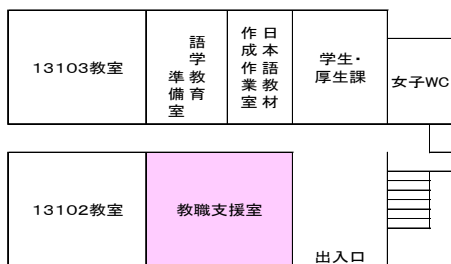 13103教室
語学教育
準備室
日本語教材
作成作業室
学生・
厚生課
女子WC
13102教室
教職支援室
出入口